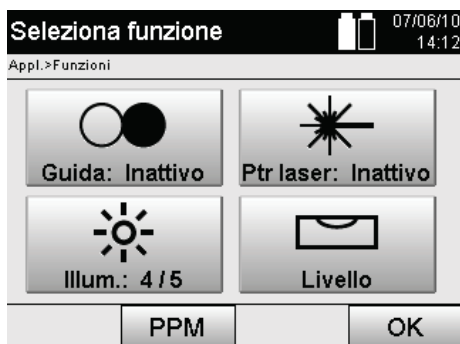 Seleziona funzione
07/06/10
14:12
Appl.>Funzioni
Guida: Inattivo
Ptr laser: Inattivo
Illum.: 4/5
Livello
PPM
OK